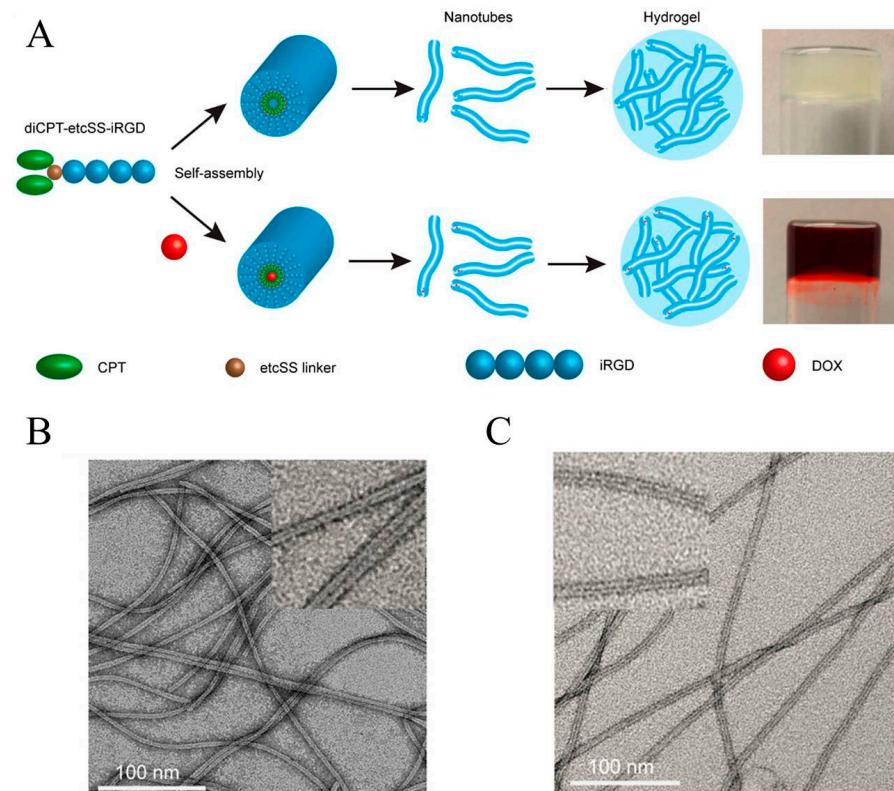 A
Nanotubes
Hydrogel
diCPT-etcSS-iRGD
Self-assembly
CPT
etcSS linker
iRGD
DOX
B
C
100 nm
100 nm